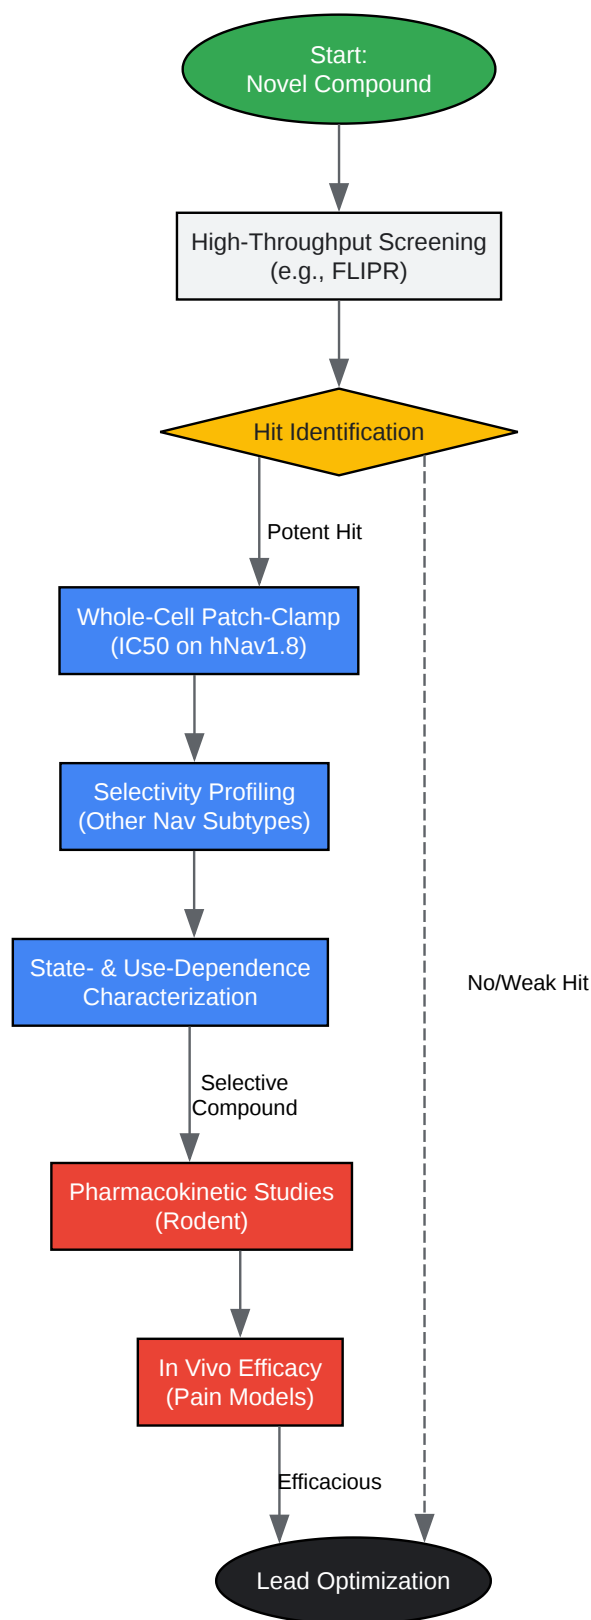 Start:
Novel Compound
High-Throughput Screening
(e.g., FLIPR)
Hit Identification
Potent Hit
Whole-Cell Patch-Clamp
(IC50 on hNav1.8)
Selectivity Profiling
(Other Nav Subtypes)
State- & Use-Dependence
Characterization
No/Weak Hit
Selective
Compound
Pharmacokinetic Studies
(Rodent)
In Vivo Efficacy
(Pain Models)
Efficacious
Lead Optimization